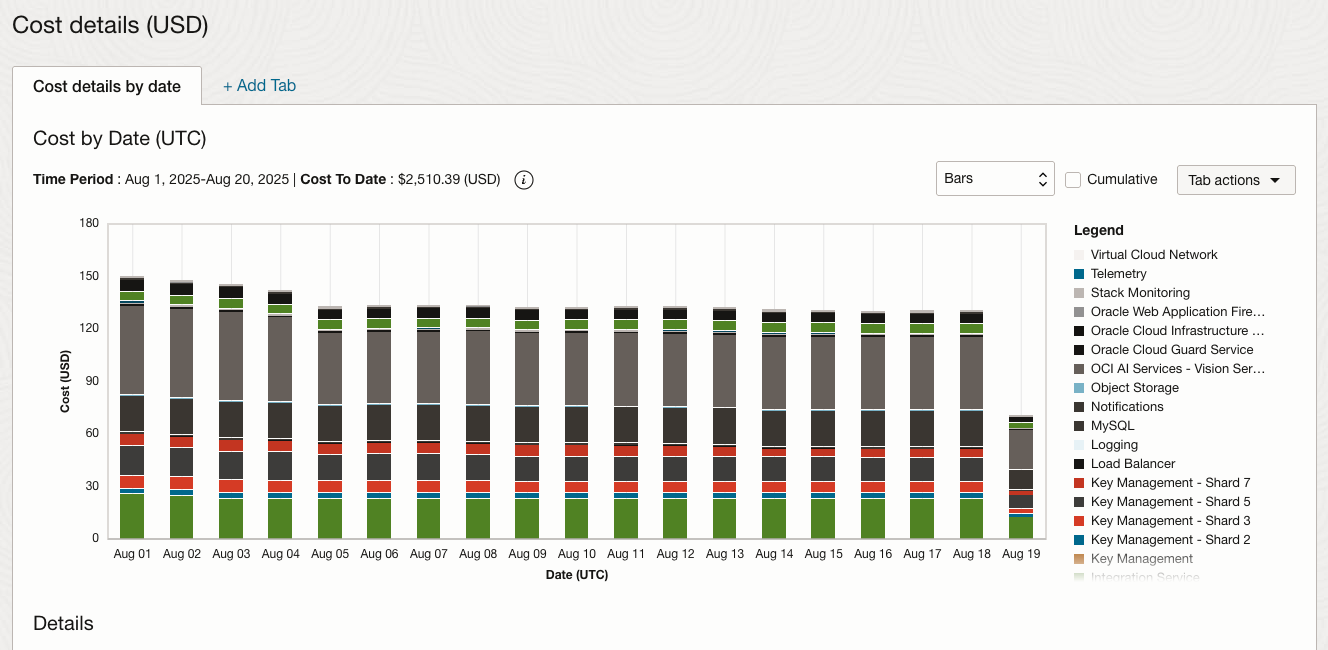 Cost details (USD)
Cost details by date
+ Add Tab
Cost by Date (UTC)
Time Period : Aug 1, 2025-Aug 20, 2025 | Cost To Date : $2,510.39 (USD)
Bars
Cumulative
Tab actions
180
150
120
90
60
30
0
Cost (USD)
Aug 01 Aug 02 Aug 03 Aug 04 Aug 05 Aug 06 Aug 07 Aug 08 Aug 09 Aug 10 Aug 11 Aug 12 Aug 13 Aug 14 Aug 15 Aug 16 Aug 17 Aug 18 Aug 19
Date (UTC)
Legend
Virtual Cloud Network
Telemetry
Stack Monitoring
Oracle Web Application Fire...
Oracle Cloud Infrastructure ...
Oracle Cloud Guard Service
OCI AI Services - Vision Ser...
Object Storage
Notifications
MySQL
Logging
Load Balancer
Key Management - Shard 7
Key Management - Shard 5
Key Management - Shard 3
Key Management - Shard 2
Key Management
Integration Service
Details